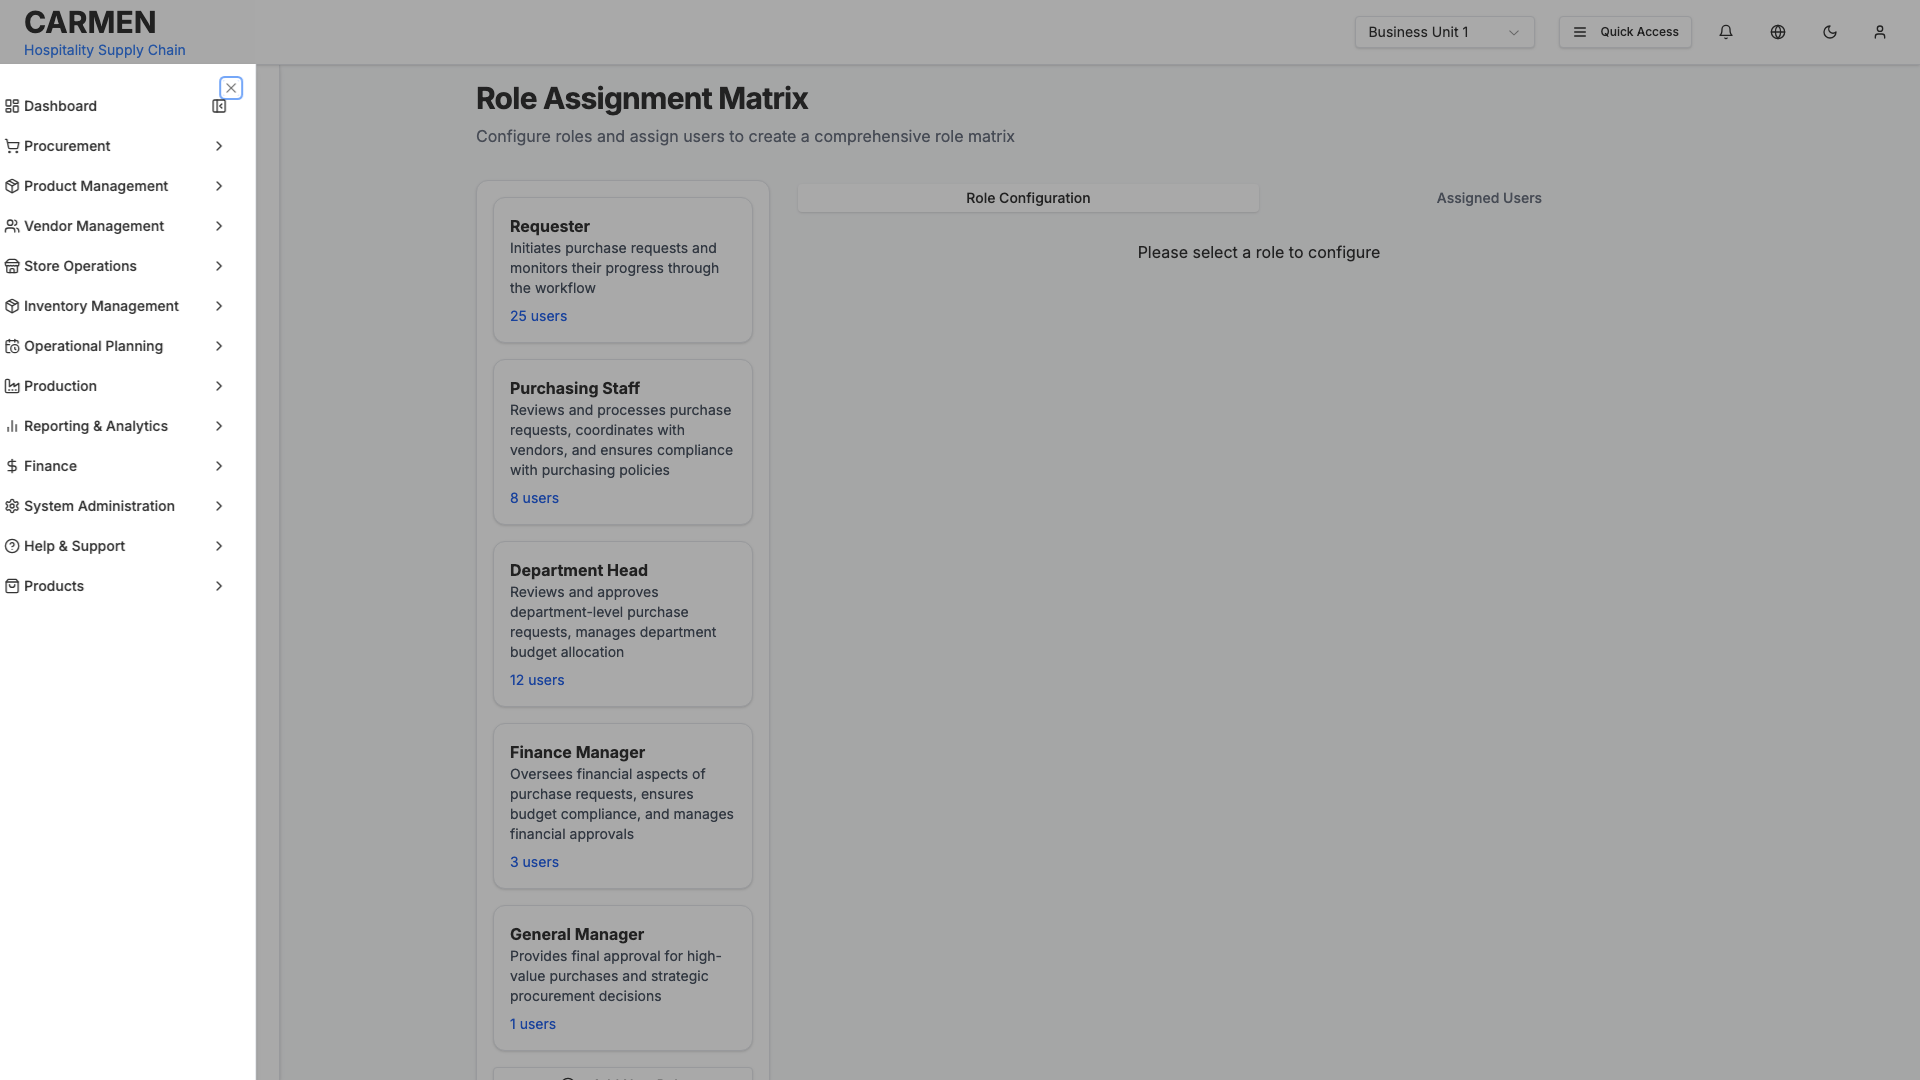 CARMEN
Hospitality Supply Chain
Business Unit 1
Quick Access
Dashboard
Procurement
Product Management
Vendor Management
Store Operations
Inventory Management
Operational Planning
Production
Reporting & Analytics
Finance
System Administration
Help & Support
Products
Role Assignment Matrix
Configure roles and assign users to create a comprehensive role matrix
Requester
Initiates purchase requests and
monitors their progress through
the workflow
25 users
Purchasing Staff
Reviews and processes purchase
requests, coordinates with
vendors, and ensures compliance
with purchasing policies
8 users
Department Head
Reviews and approves
department-level purchase
requests, manages department
budget allocation
12 users
Finance Manager
Oversees financial aspects of
purchase requests, ensures
budget compliance, and manages
financial approvals
3 users
General Manager
Provides final approval for high-
value purchases and strategic
procurement decisions
1 users
Role Configuration
Assigned Users
Please select a role to configure